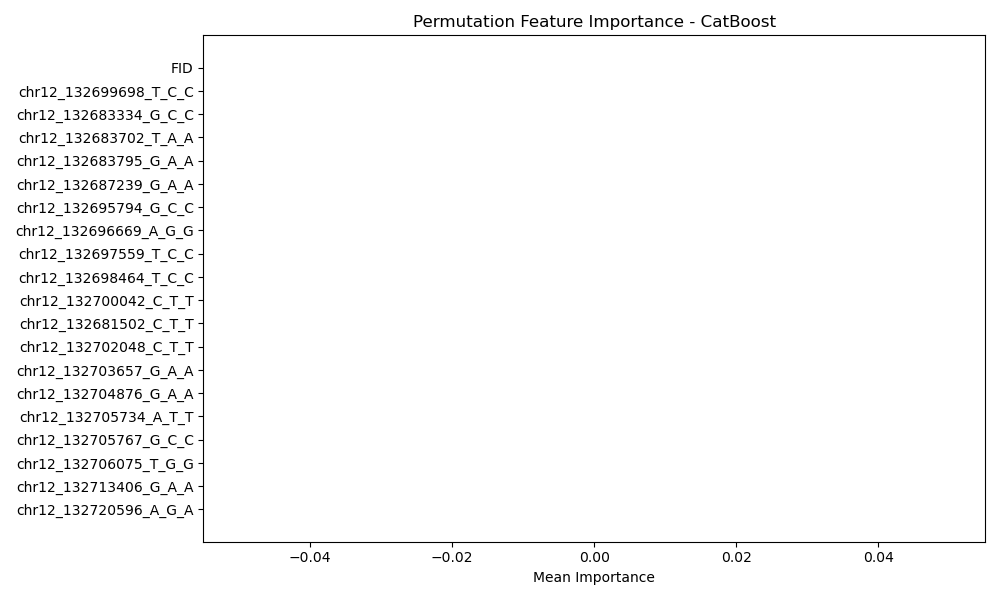 Permutation Feature Importance - CatBoost
FID
chr12_132699698_T_C_C
chr12_132683334_G_C_C
chr12_132683702_T_A_A
chr12_132683795_G_A_A
chr12_132687239_G_A_A
chr12_132695794_G_C_C
chr12_132696669_A_G_G
chr12_132697559_T_C_C
chr12_132698464_T_C_C
chr12_132700042_C_T_T
chr12_132681502_C_T_T
chr12_132702048_C_T_T
chr12_132703657_G_A_A
chr12_132704876_G_A_A
chr12_132705734_A_T_T
chr12_132705767_G_C_C
chr12_132706075_T_G_G
chr12_132713406_G_A_A
chr12_132720596_A_G_A
−0.04 −0.02 0.00 0.02 0.04
Mean Importance